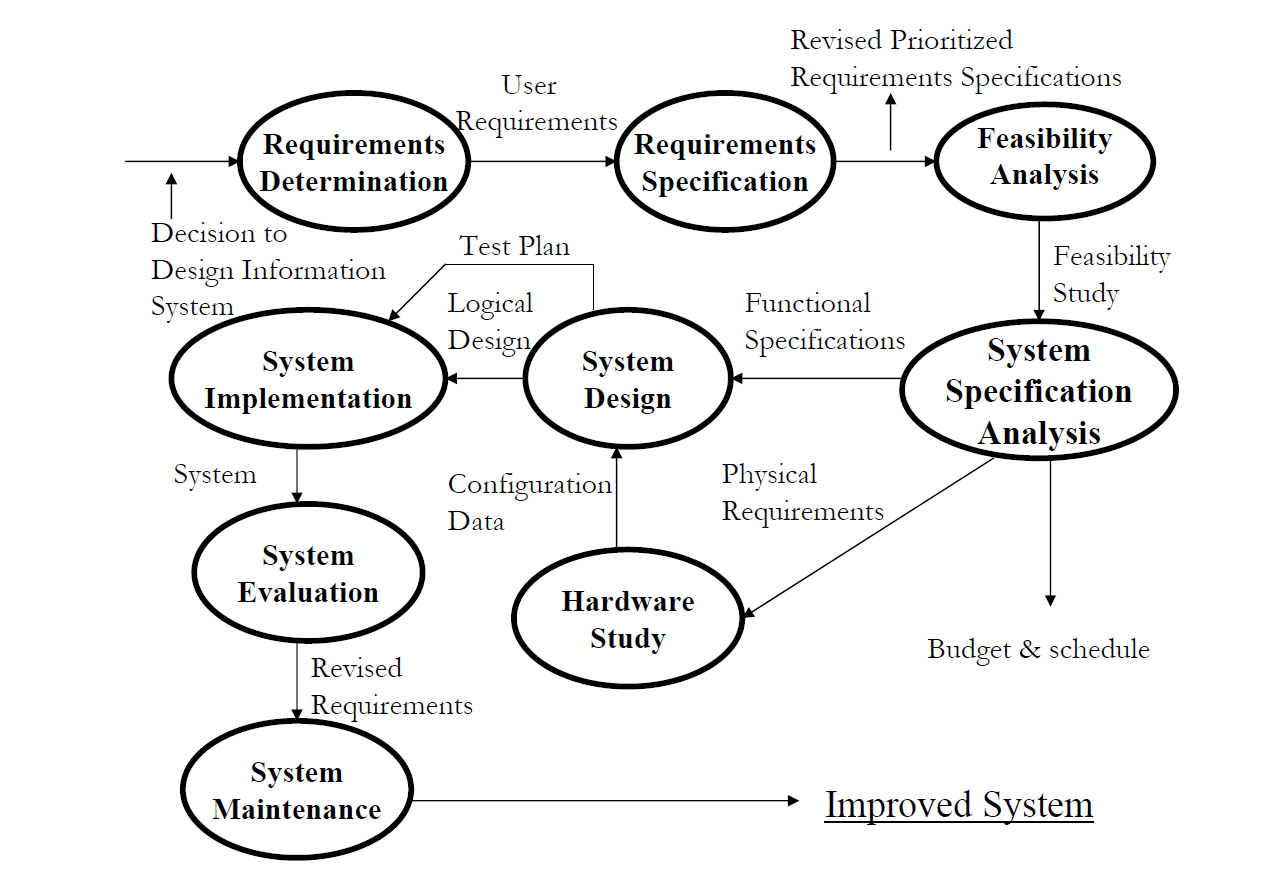 Revised Prioritized
Requirements Specifications
User
Requirements
Requirements
Determination
Requirements
Specification
Feasibility
Analysis
Decision to
Design Information
System
Test Plan
Feasibility
Study
Logical
Design
Functional
Specifications
System
Implementation
System
Design
System
Specification
Analysis
System
Configuration
Data
Physical
Requirements
System
Evaluation
Hardware
Study
Budget & schedule
Revised
Requirements
System
Maintenance
Improved System